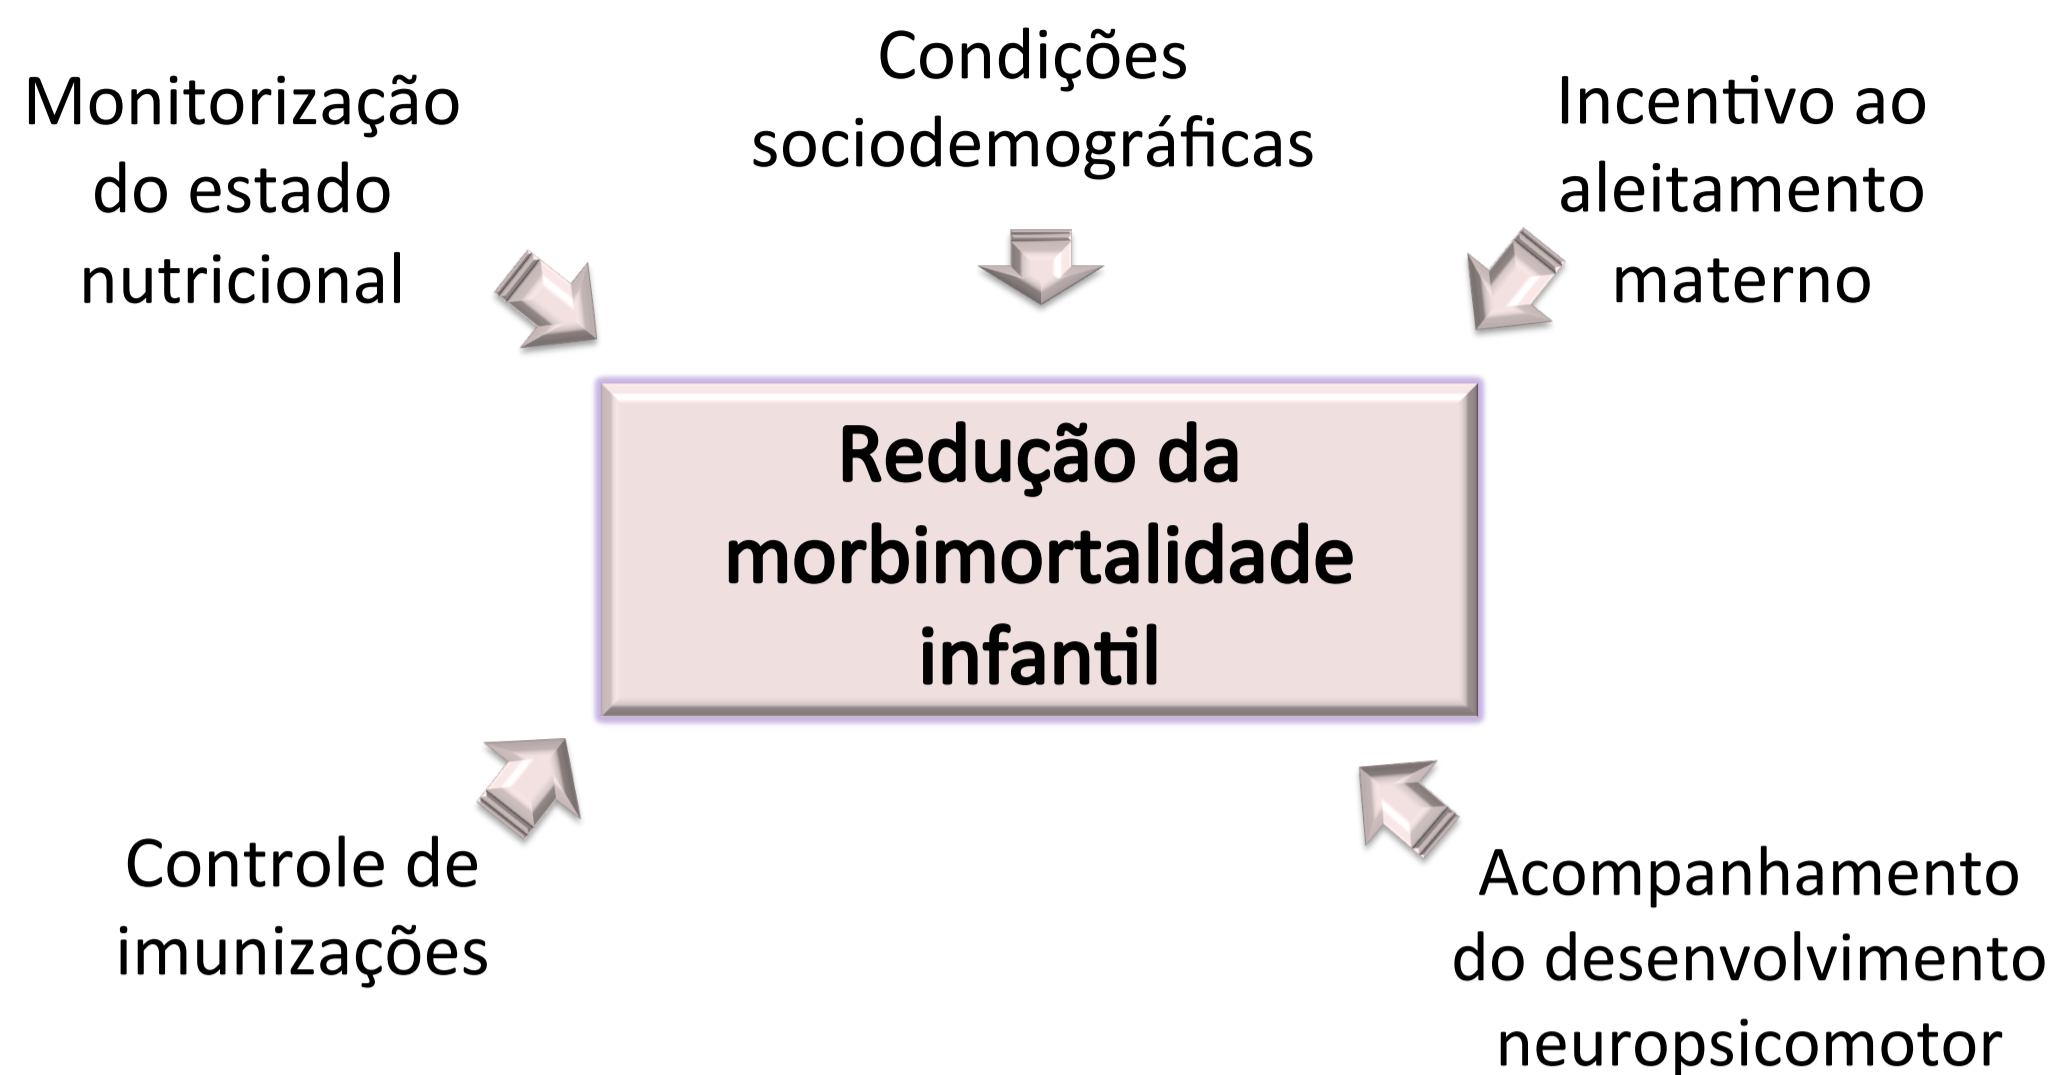 Monitorização
do estado
nutricional
Condições
sociodemográficas
Incentivo ao
aleitamento
materno
Redução da
morbimortalidade
infantil
Controle de
imunizações
Acompanhamento
do desenvolvimento
neuropsicomotor